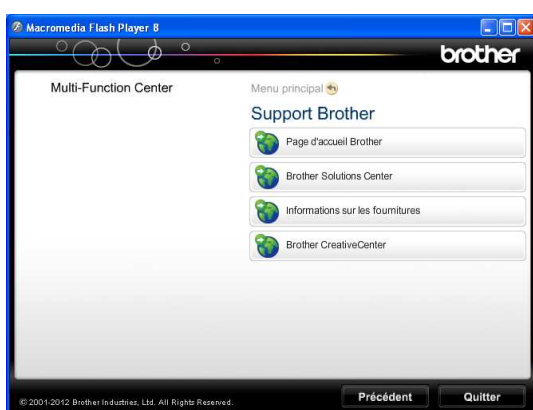 Macromedia Flash Player 8
brother
Multi-Function Center
Menu principal
Support Brother
Page d'accueil Brother
Brother Solutions Center
Informations sur les fournitures
Brother CreativeCenter
© 2001-2012 Brother Industries, Ltd. All Rights Reserved.
Précédent
Quitter